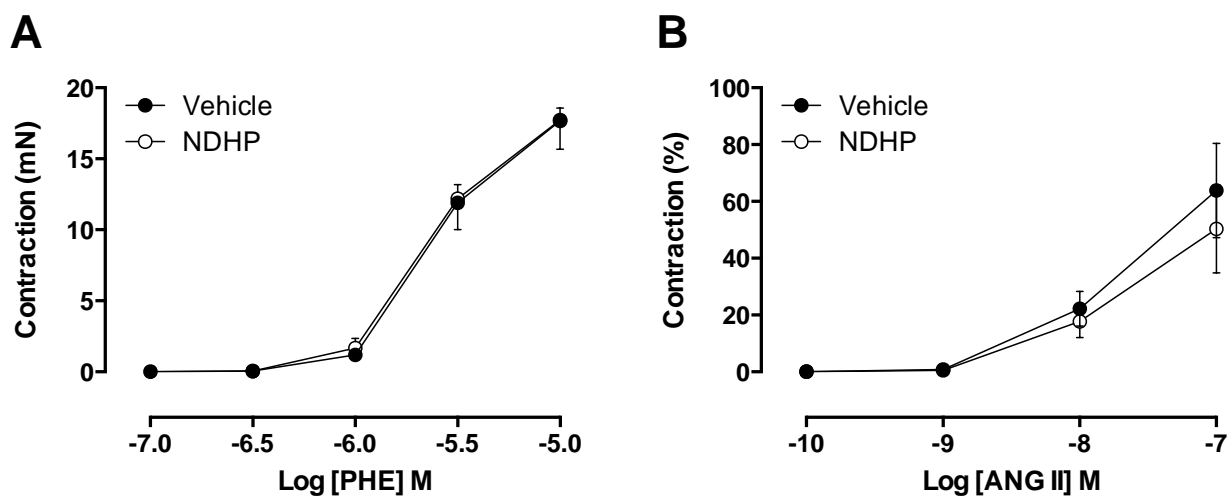 A
Contraction (mN)
20
15
10
5
0
Vehicle
NDHP
-7.0 -6.5 -6.0 -5.5 -5.0
Log [PHE] M
B
Contraction (%)
100
80
60
40
20
0
Vehicle
NDHP
-10 -9 -8 -7
Log [ANG II] M